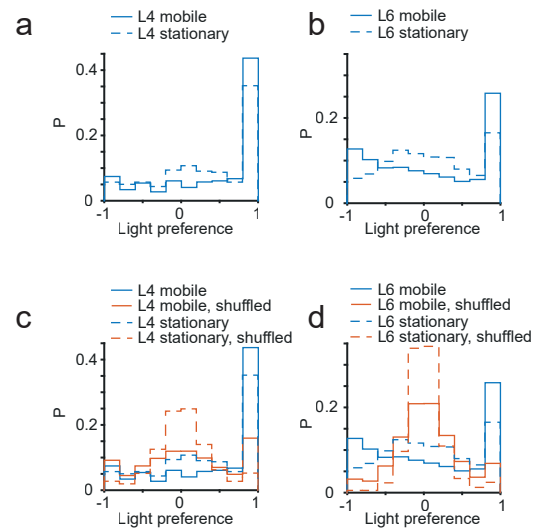 a
L4 mobile
L4 stationary
0.4
0.2
0
P
-1
0
1
Light preference
b
L6 mobile
L6 stationary
0.2
0
P
-1
0
1
Light preference
c
L4 mobile
L4 mobile, shuffled
L4 stationary
L4 stationary, shuffled
0.4
0.2
0
P
-1
0
1
Light preference
d
L6 mobile
L6 mobile, shuffled
L6 stationary
L6 stationary, shuffled
0.2
0
P
-1
0
1
Light preference